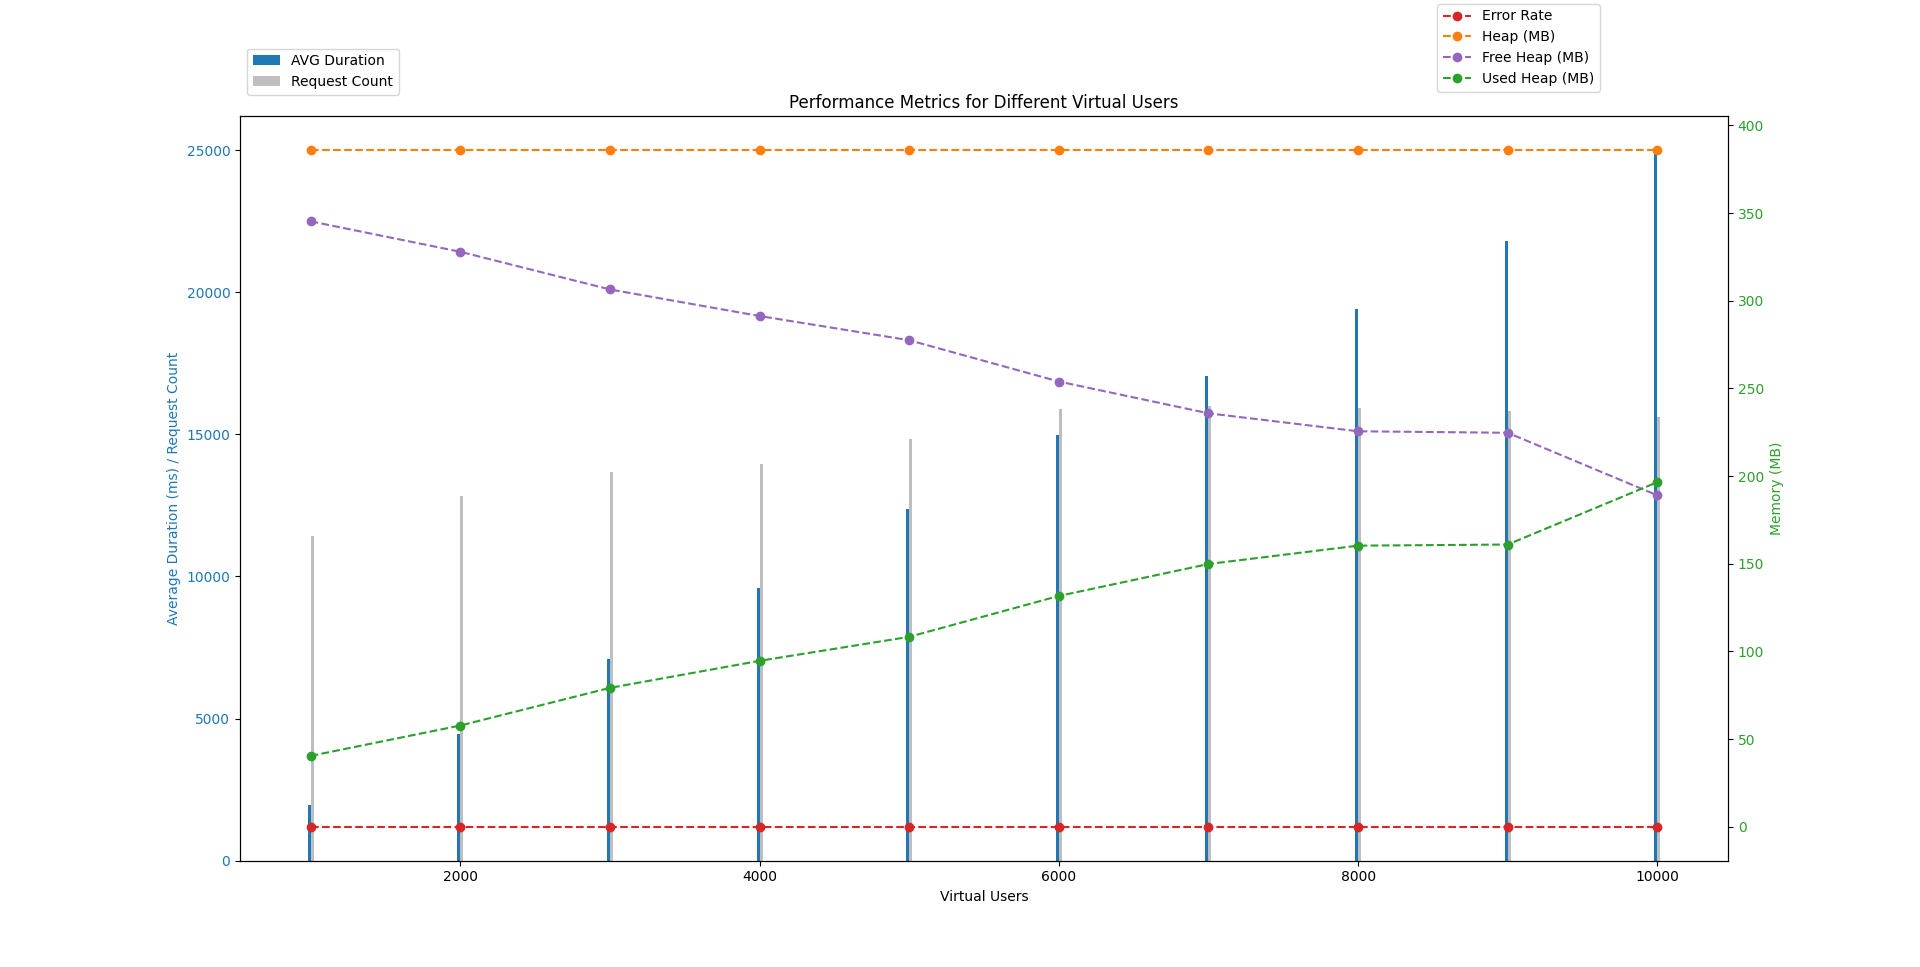 Error Rate
Heap (MB)
Free Heap (MB)
Used Heap (MB)
AVG Duration
Request Count
Performance Metrics for Different Virtual Users
25000
20000
15000
10000
5000
0
Average Duration (ms) / Request Count
400
350
300
250
200
150
100
50
0
Memory (MB)
2000 4000 6000 8000 10000
Virtual Users